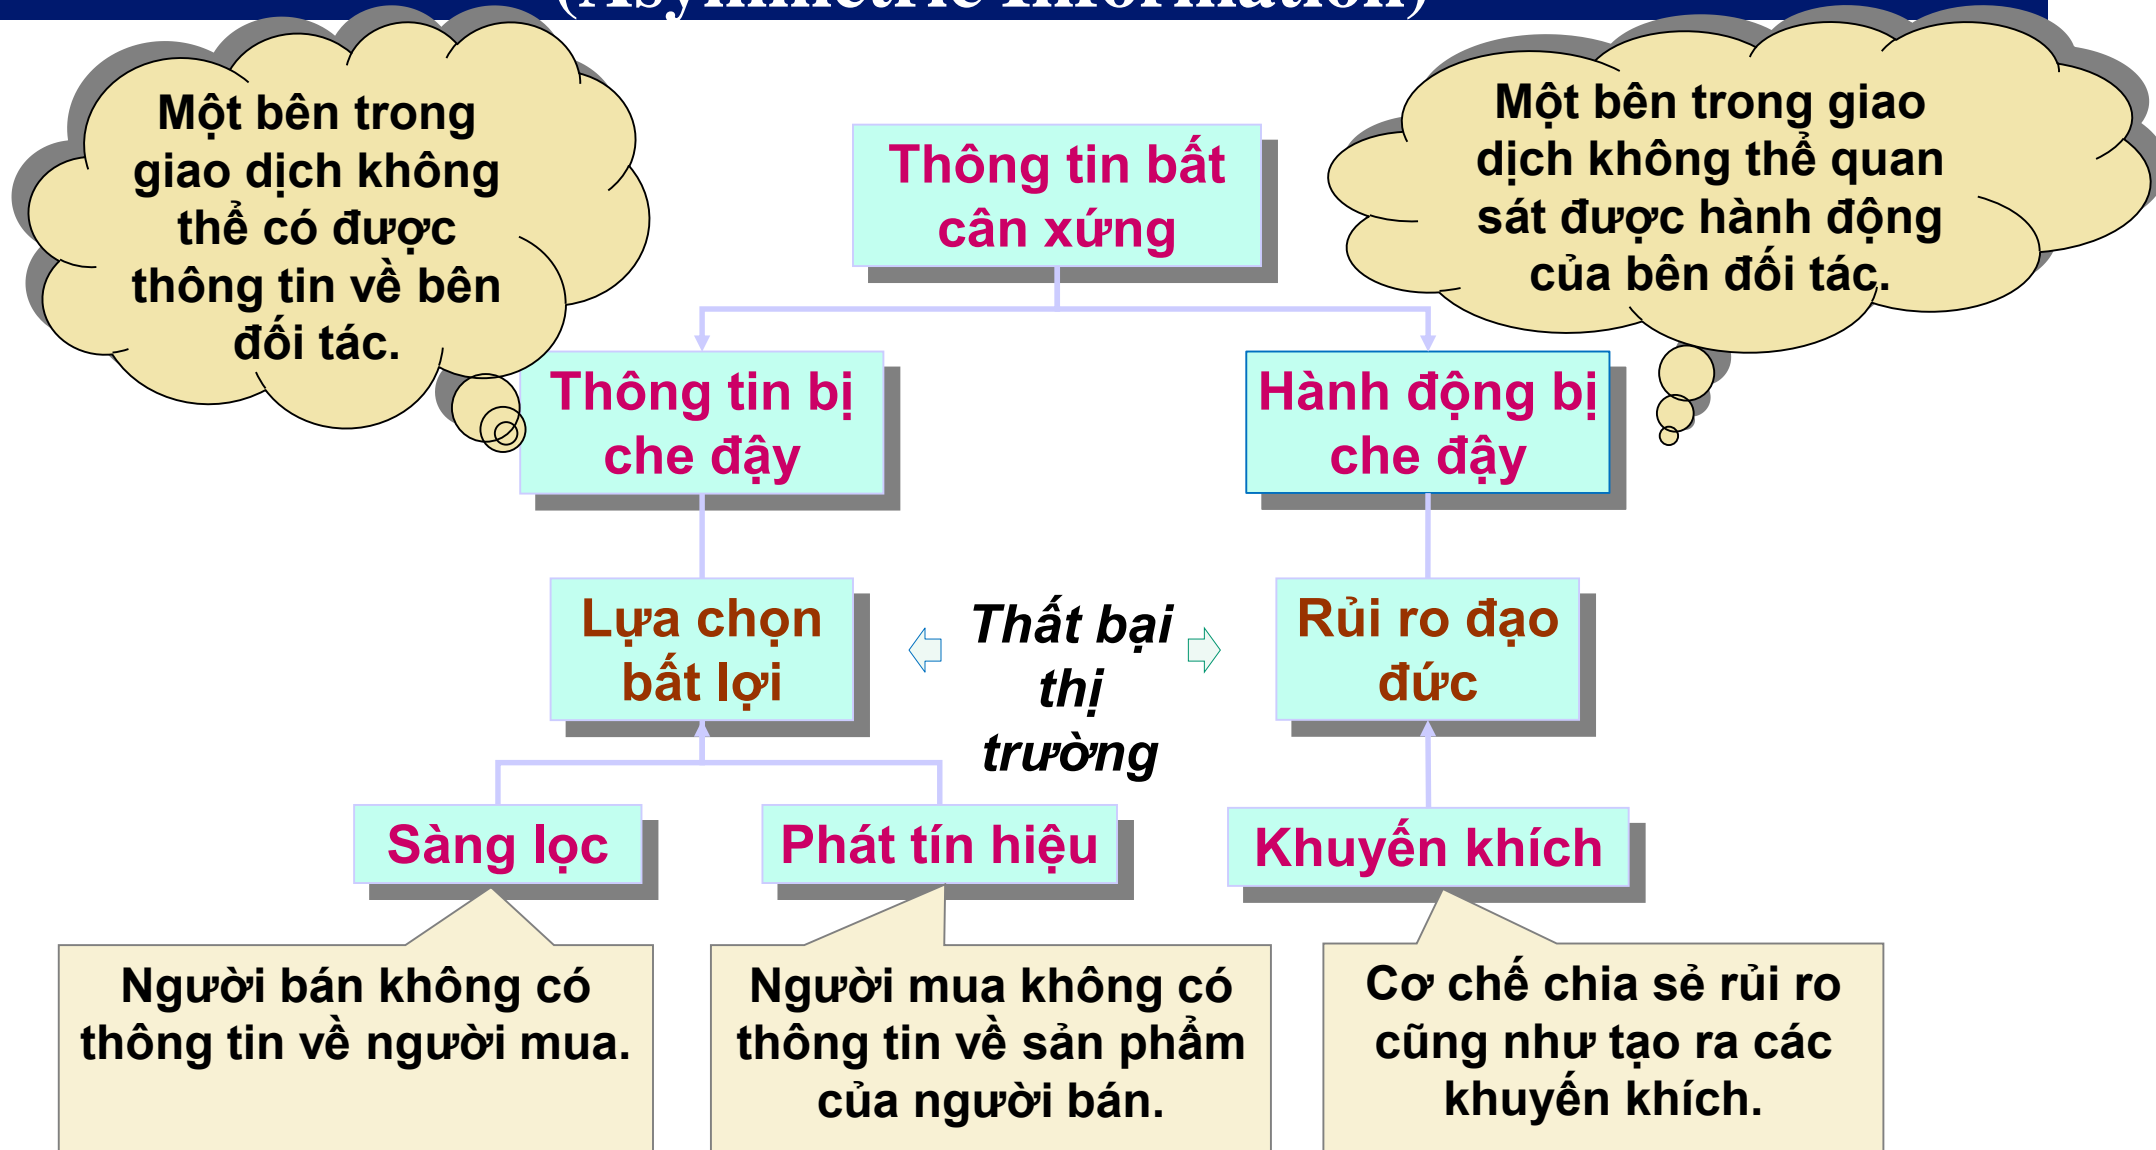 (Asymmetric Information)
Một bên trong
giao dịch không
thể có được
thông tin về bên
đối tác.
Thông tin bất
cân xứng
Một bên trong giao
dịch không thể quan
sát được hành động
của bên đối tác.
Thông tin bị
che đậy
Hành động bị
che đậy
Lựa chọn
bất lợi
Thất bại
thị
trường
Rủi ro đạo
đức
Sàng lọc
Phát tín hiệu
Khuyến khích
Người bán không có
thông tin về người mua.
Người mua không có
thông tin về sản phẩm
của người bán.
Cơ chế chia sẻ rủi ro
cũng như tạo ra các
khuyến khích.